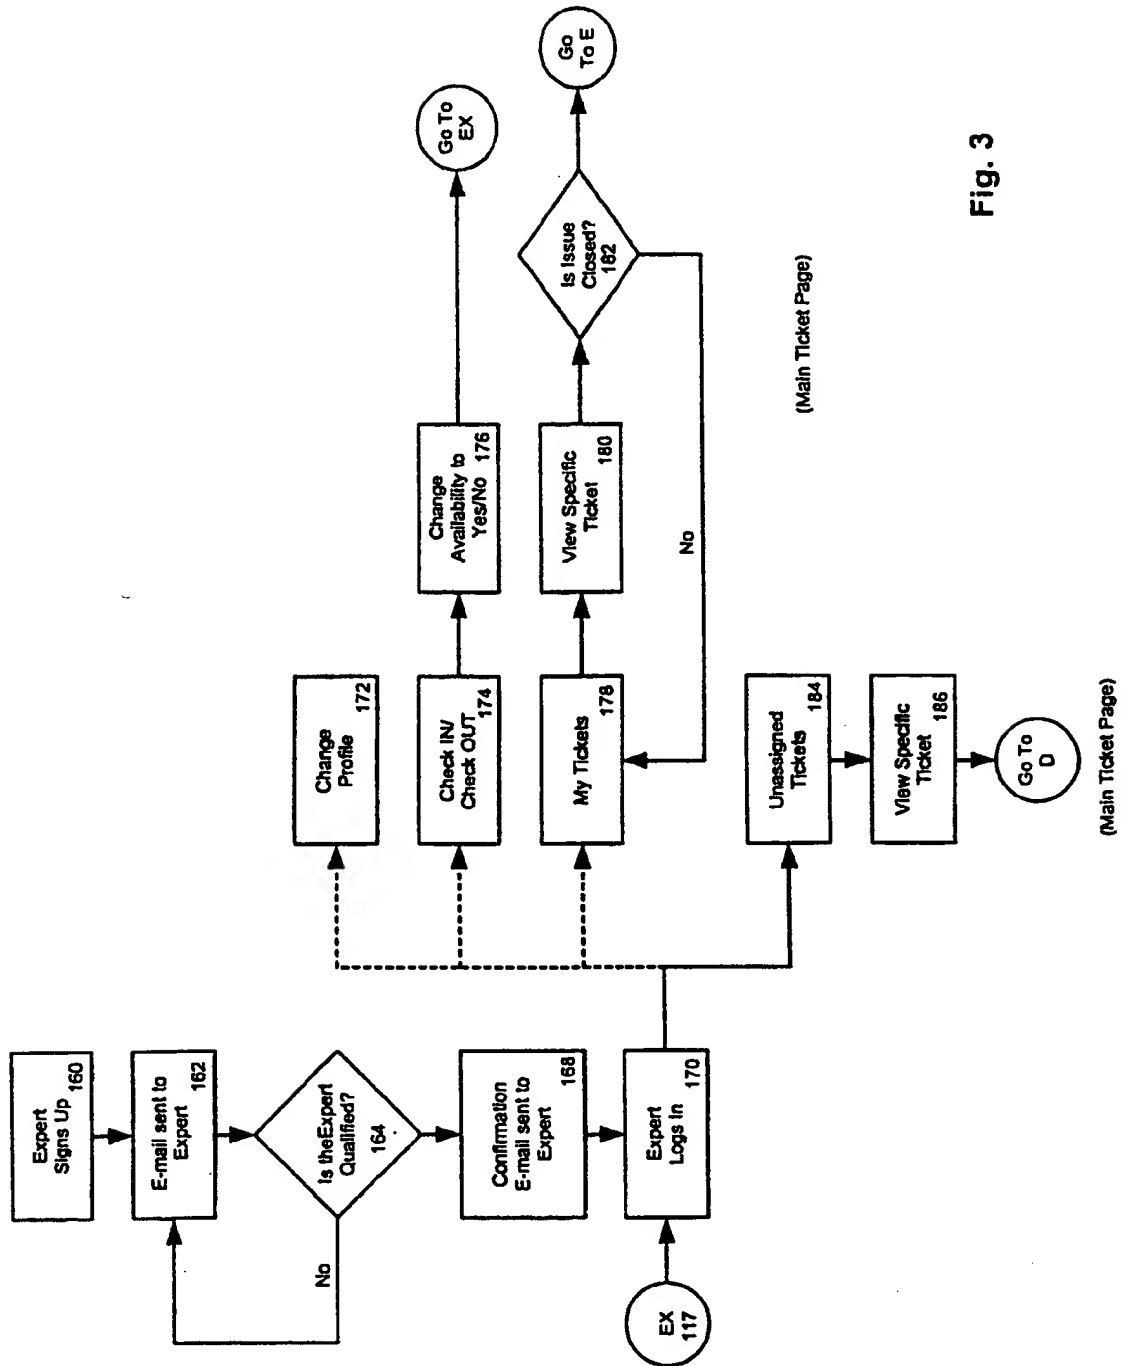 Expert
Signs Up 160
E-mail sent to
Expert 162
Is theExpert
Qualified?
164
No
Confirmation
E-mail sent to
Expert
168
EX
117
Expert
Logs In
170
Change
Profile
172
Check IN/
Check OUT
174
Change
Availability to
Yes/No 176
Go To
EX
My Tickets
178
View Specific
Ticket
180
Is Issue
Closed?
182
Go
To E
No
(Main Ticket Page)
Unassigned
Tickets
184
View Specific
Ticket
186
Go To
D
(Main Ticket Page)
Fig. 3